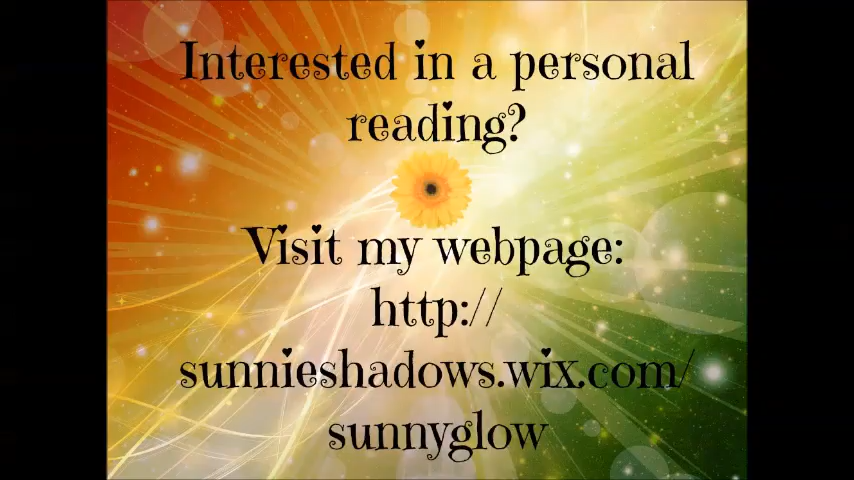 Interested in a personal
reading?
Visit my webpage:
http://
sunnieshadows.wix.com/
sunnyglow